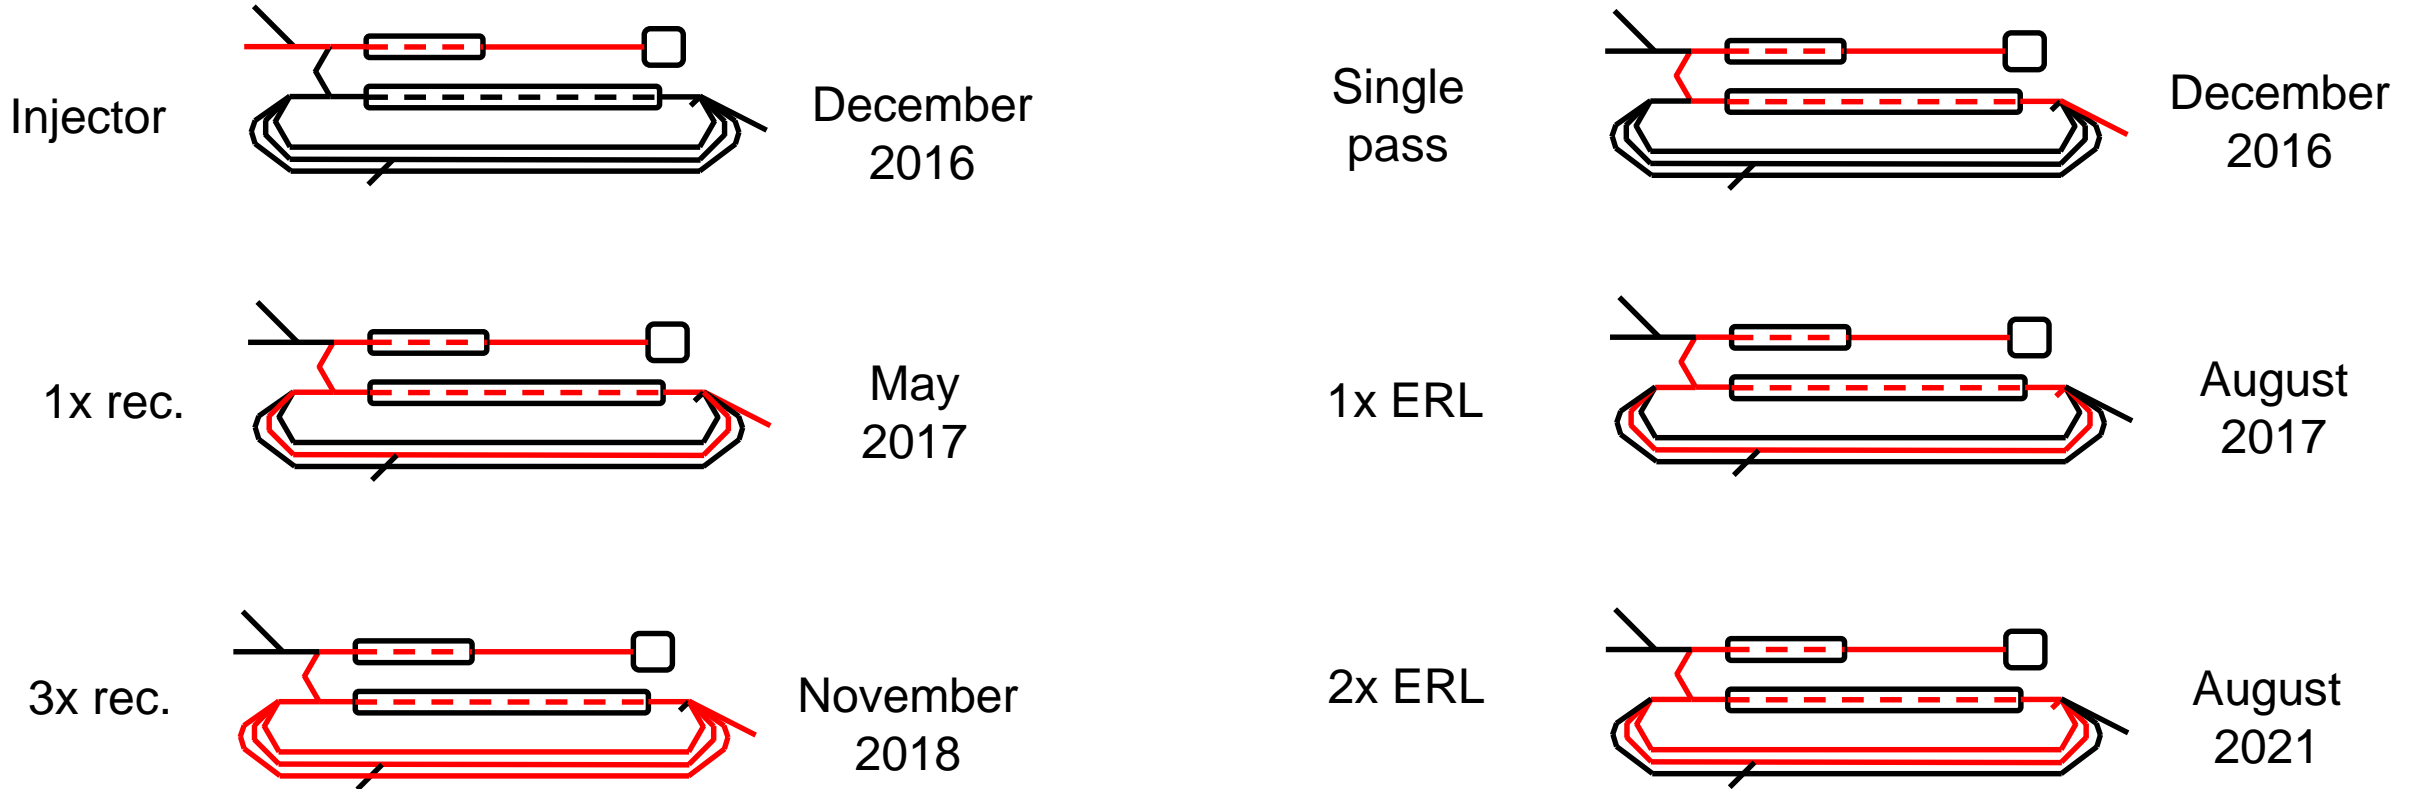 Injector
December
2016
Single
pass
December
2016
1x rec.
May
2017
1x ERL
August
2017
3x rec.
November
2018
2x ERL
August
2021